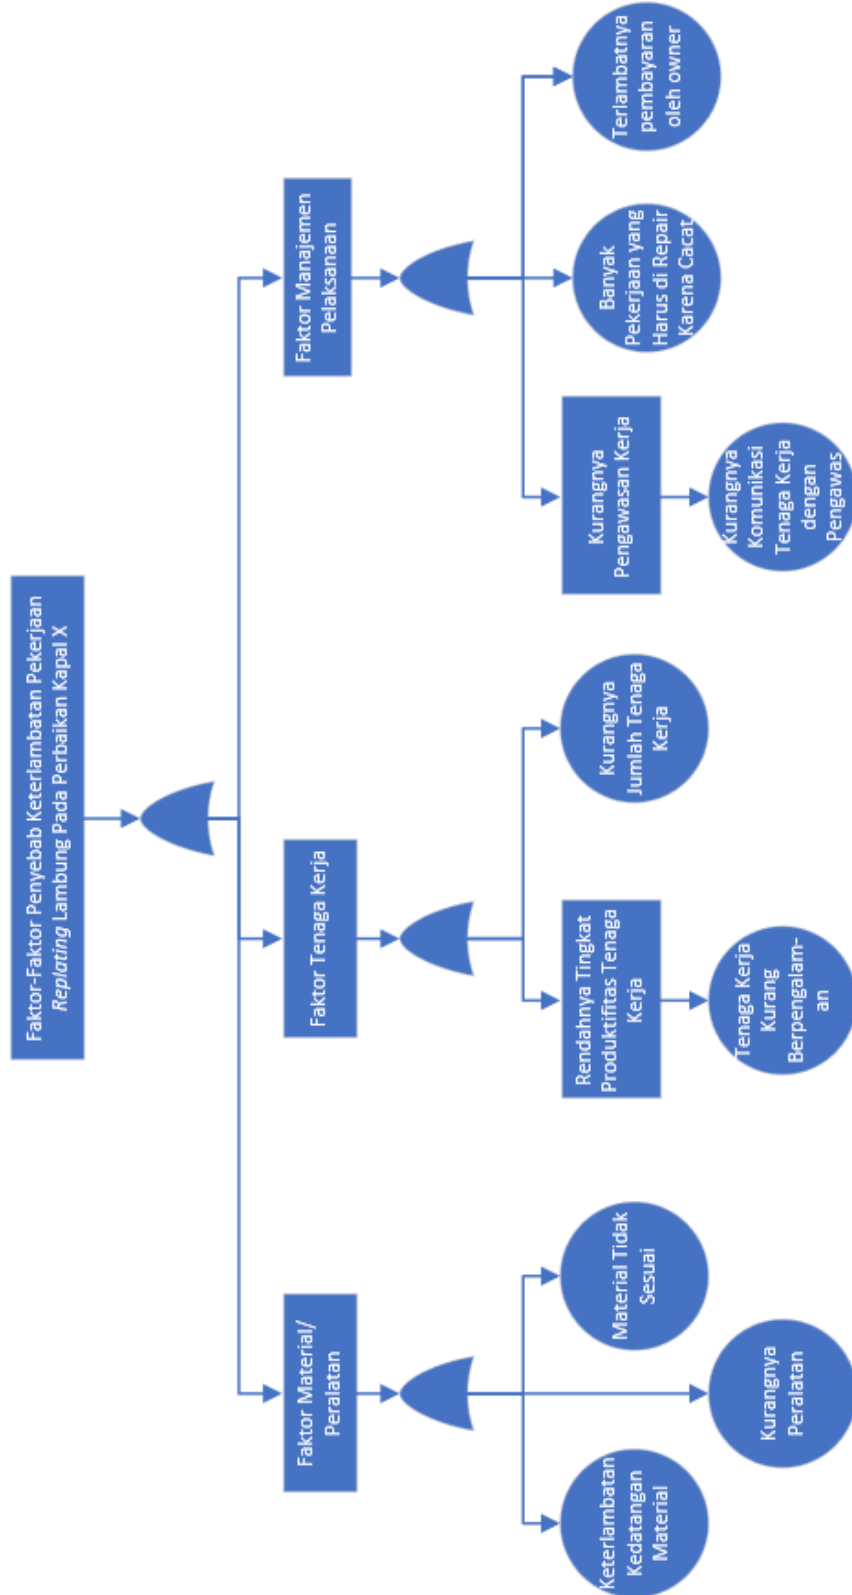 Faktor-Faktor Penyebab Keterlambatan Pekerjaan
Replating Lambung Pada Perbaikan Kapal X
Faktor Material/
Peralatan
Faktor Tenaga Kerja
Faktor Manajemen
Pelaksanaan
Keterlambatan
Kedatangan
Material
Kurangnya
Peralatan
Material Tidak
Sesuai
Rendahnya Tingkat
Produktifitas Tenaga
Kerja
Tenaga Kerja
Kurang
Berpengalam-
an
Kurangnya
Jumlah Tenaga
Kerja
Kurangnya
Pengawasan Kerja
Kurangnya
Komunikasi
Tenaga Kerja
dengan
Pengawas
Banyak
Pekerjaan yang
Harus di Repair
Karena Cacat
Terlambatnya
pembayaran
oleh owner